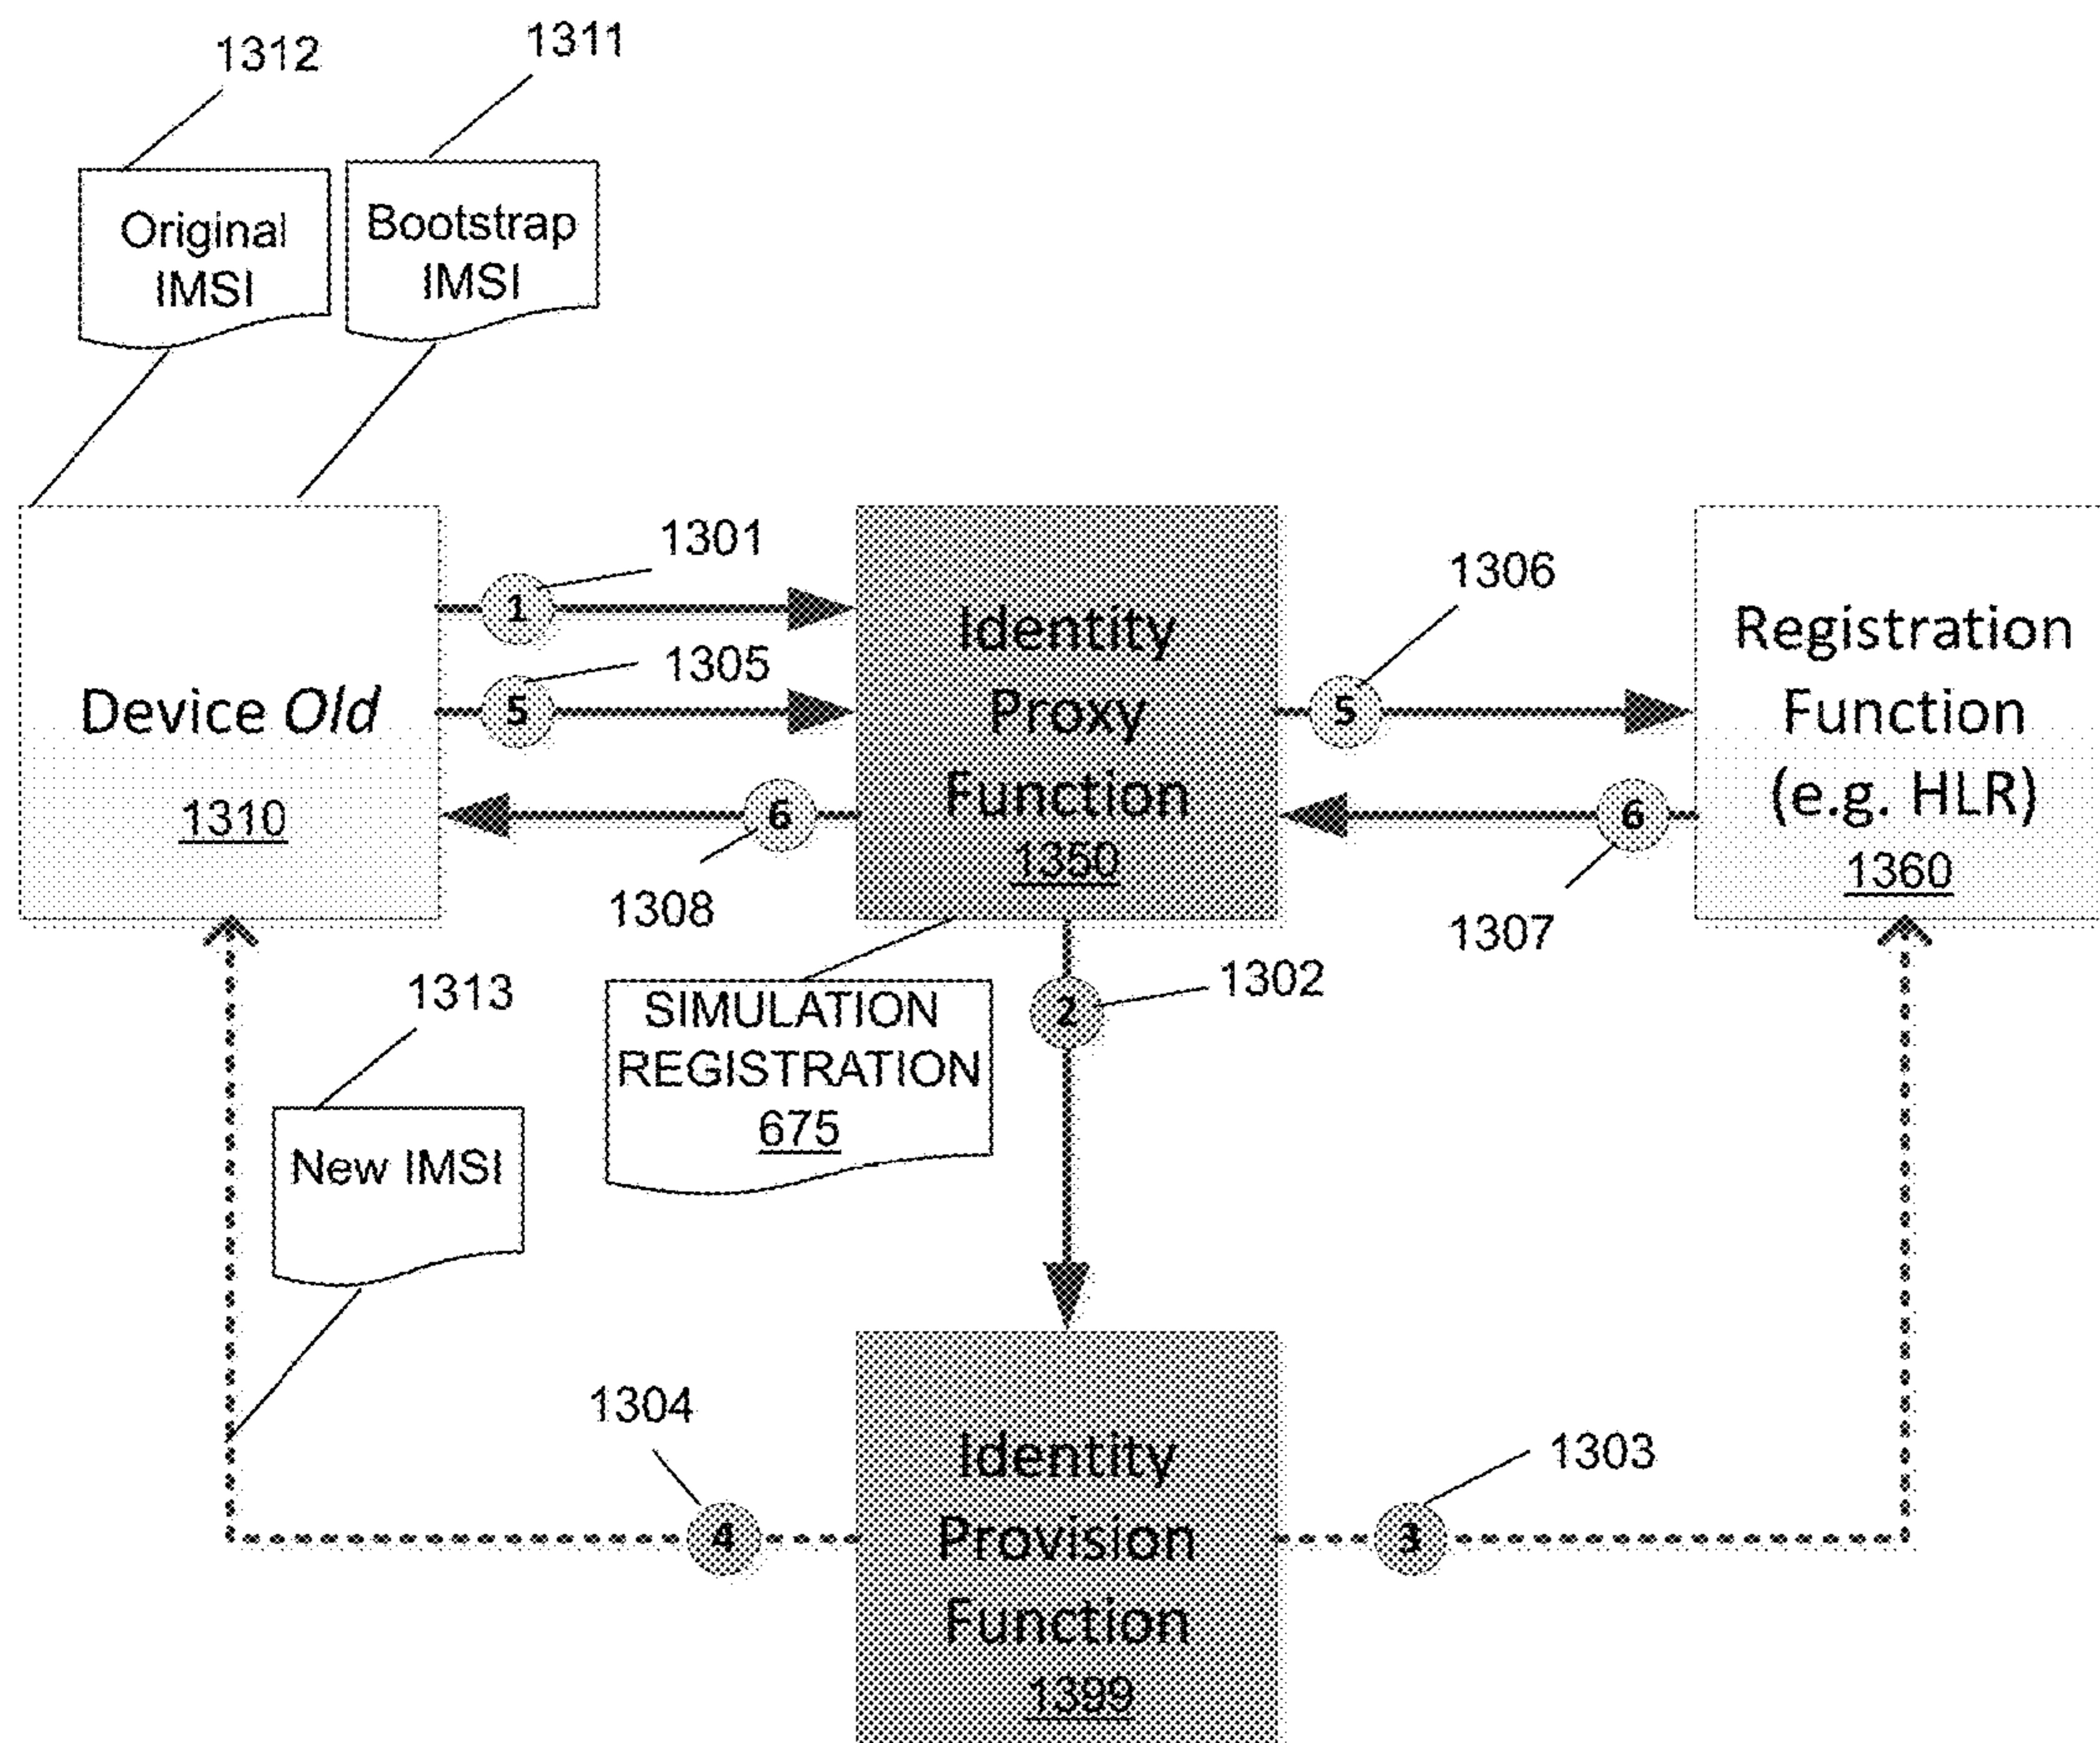 1312
1311
Original
IMSI
Bootstrap
IMSI
1301
1
1305
5
Device Old
1310
6
1308
Identity
Proxy
Function
1350
1306
5
6
1307
Registration
Function
(e.g. HLR)
1360
1313
New IMSI
SIMULATION
REGISTRATION
675
2
1302
1304
4
Identity
Provision
Function
1399
1303
3